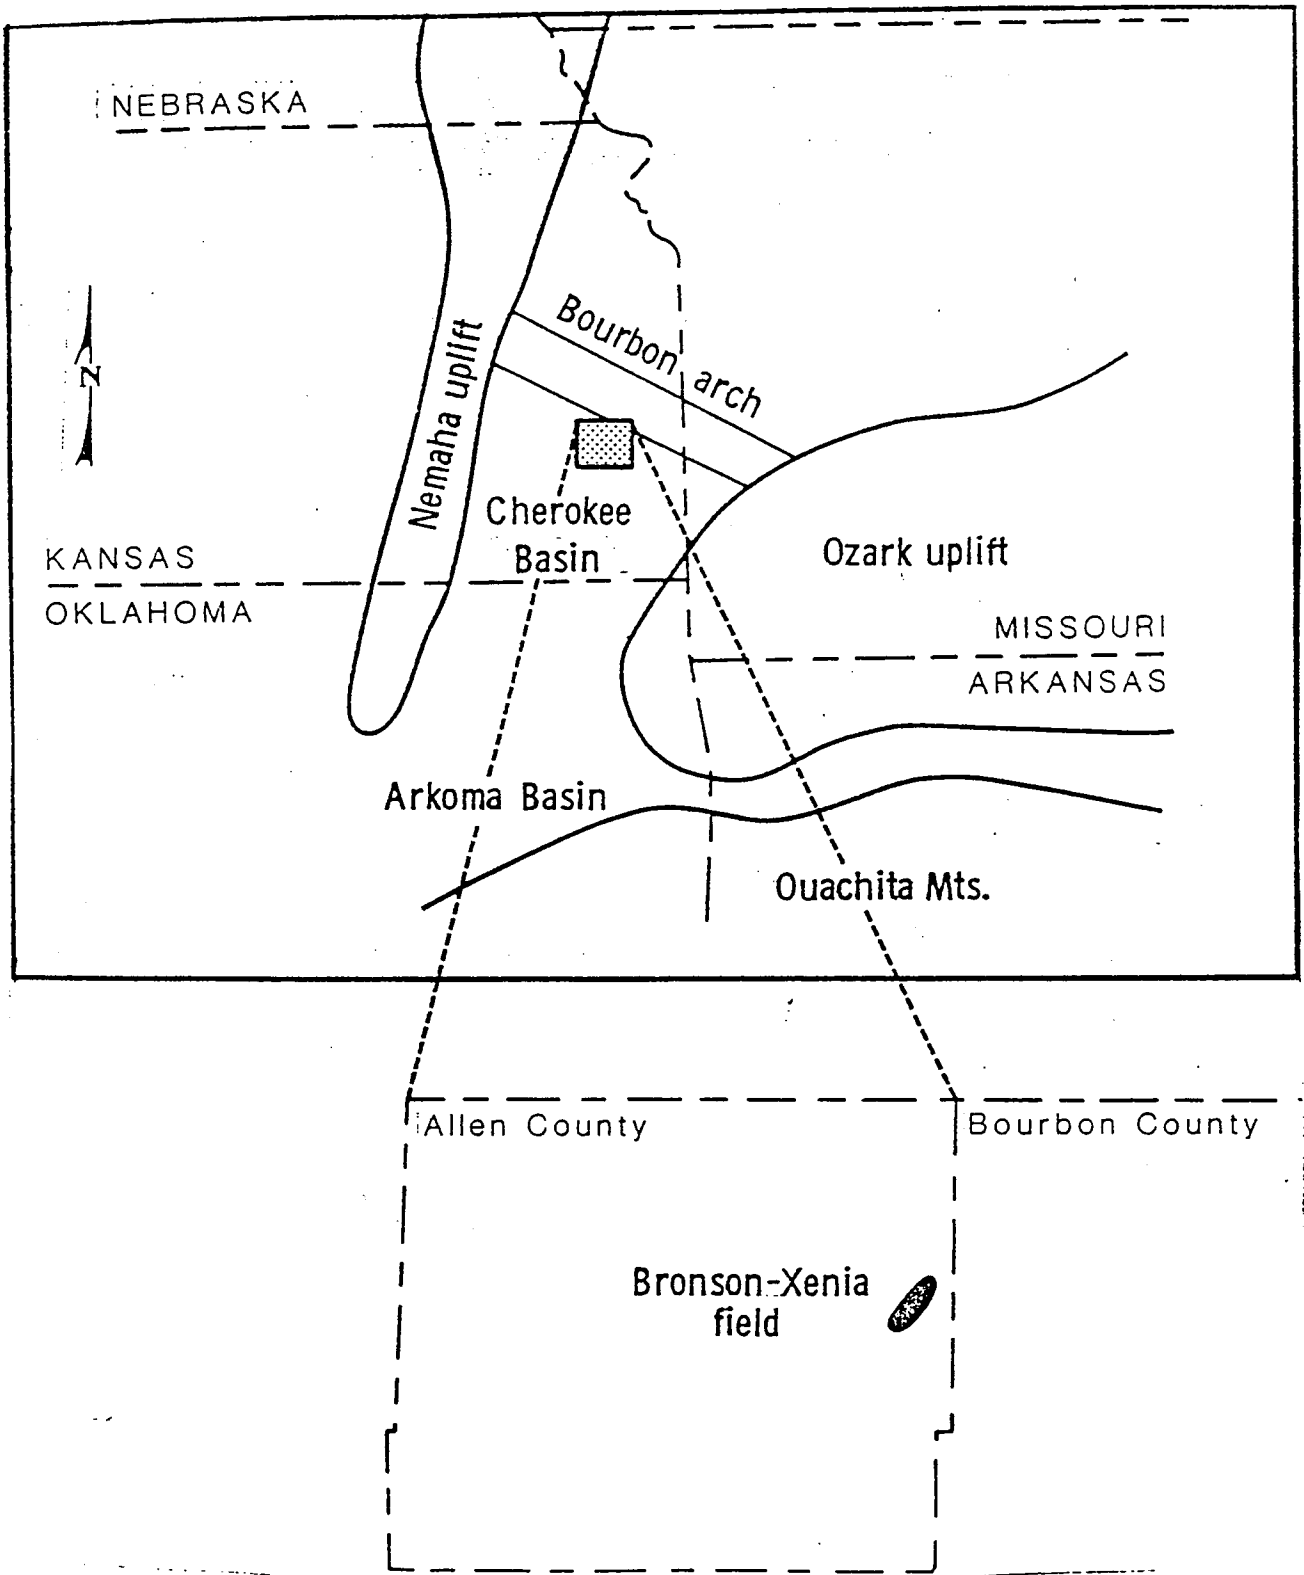 NEBRASKA
Bourbon arch
N
Nemaha uplift
Cherokee
Basin
KANSAS
OKLAHOMA
Ozark uplift
MISSOURI
ARKANSAS
Arkoma Basin
Ouachita Mts.
Allen County
Bourbon County
Bronson-Xenia
field